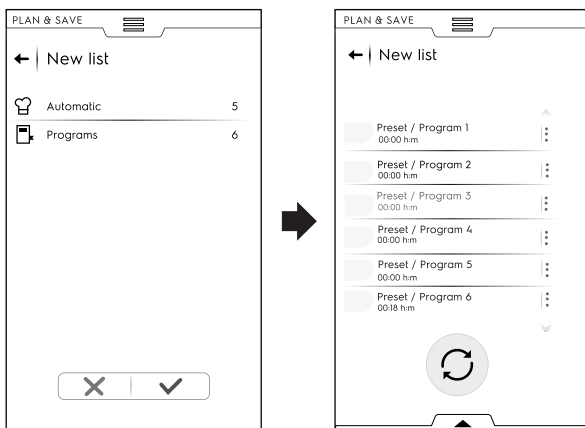 PLAN & SAVE
New list
Automatic 5
Programs 6
PLAN & SAVE
New list
Preset / Program 1
00:00 h:m
Preset / Program 2
00:00 h:m
Preset / Program 3
00:00 h:m
Preset / Program 4
00:00 h:m
Preset / Program 5
00:00 h:m
Preset / Program 6
00:18 h:m